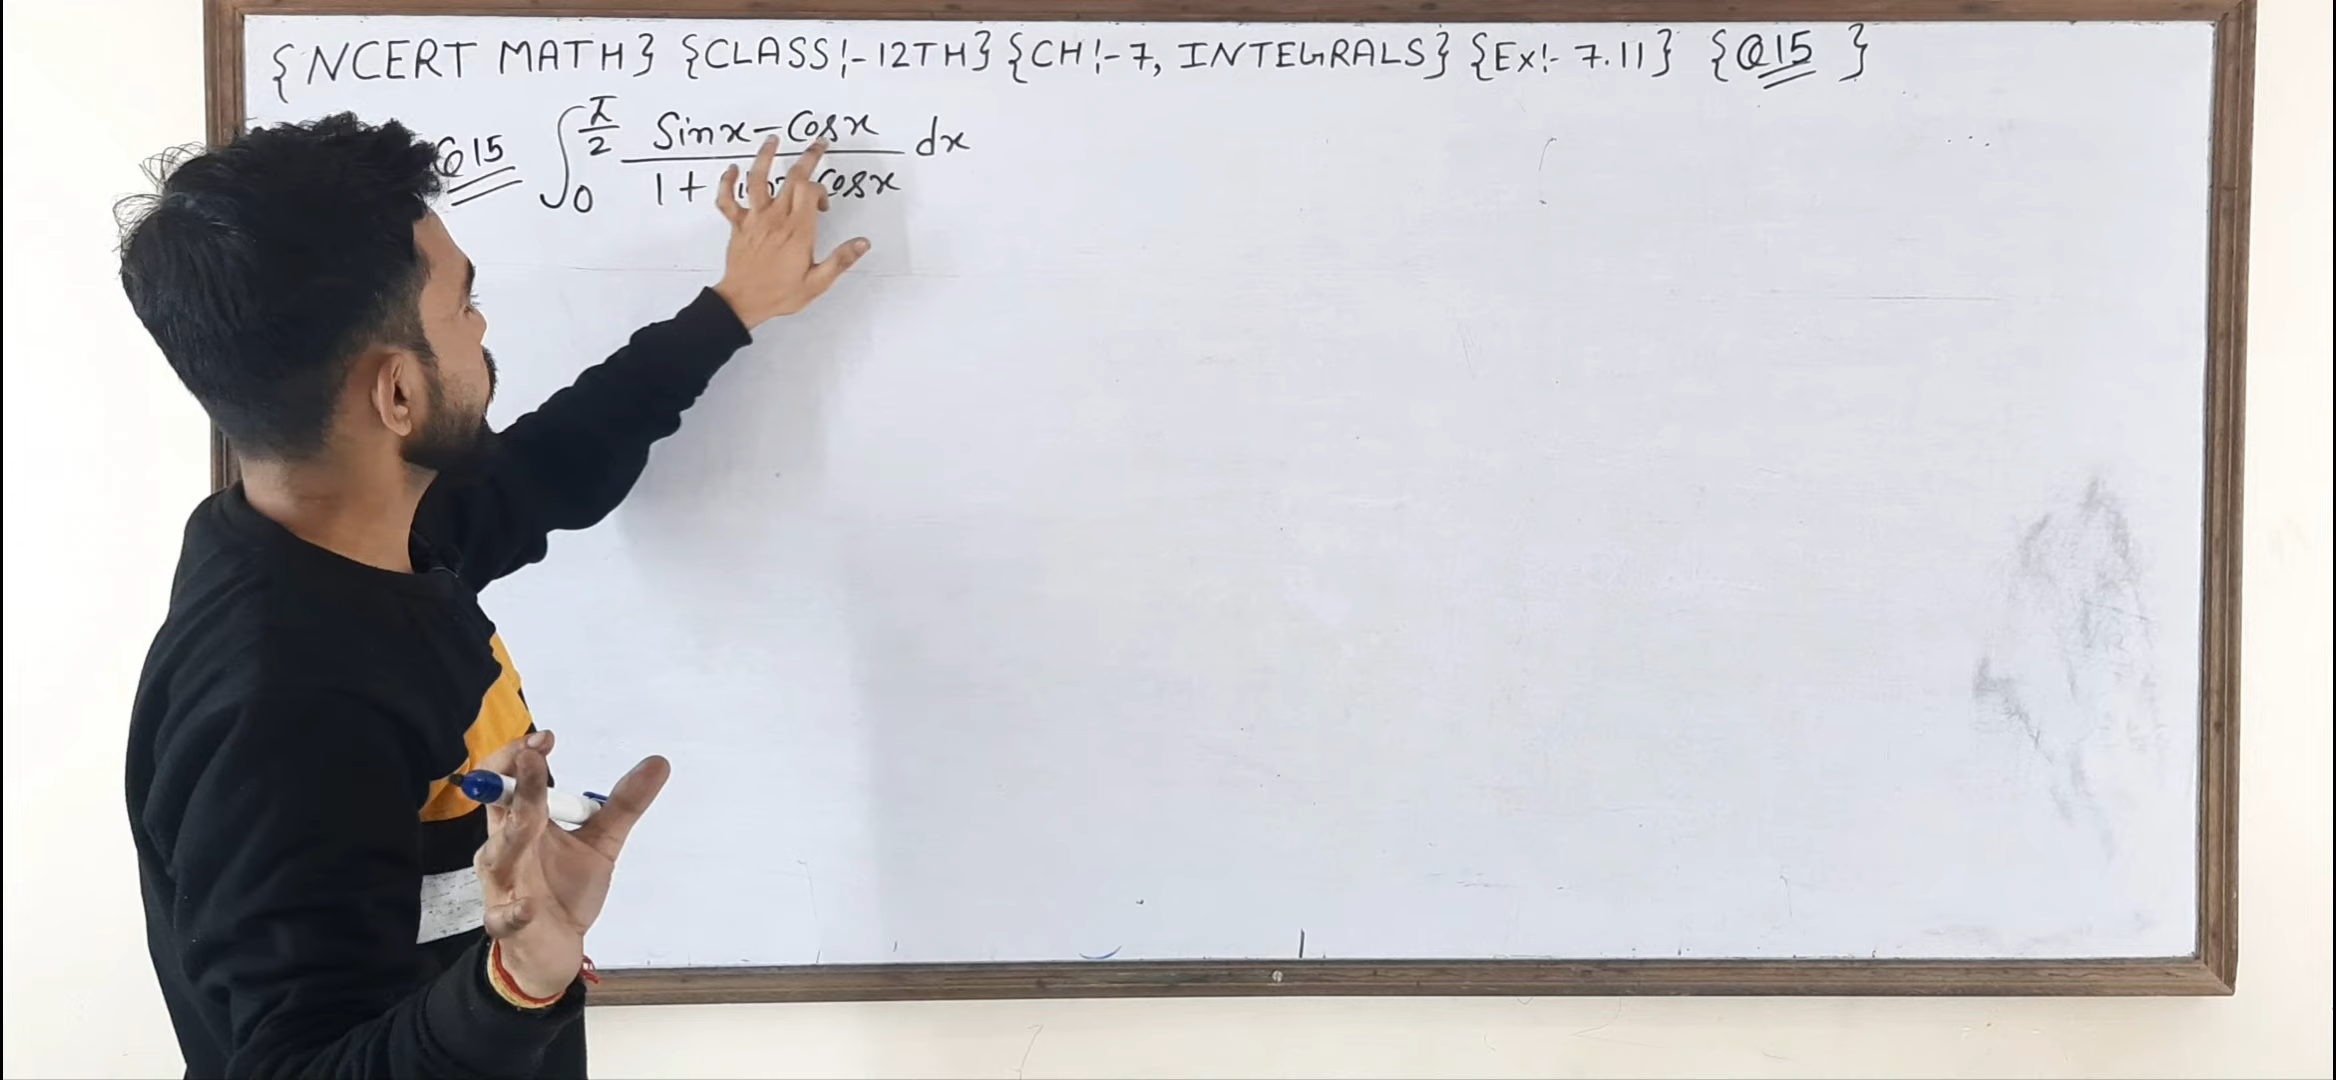 {NCERT MATH} {CLASS:-12TH} {CH:-7, INTEGRALS} {EX:- 7.11} {Q15 }
Q15 ∫₀^(π/2) (Sinx-Cosx)/(1+ Cosx) dx